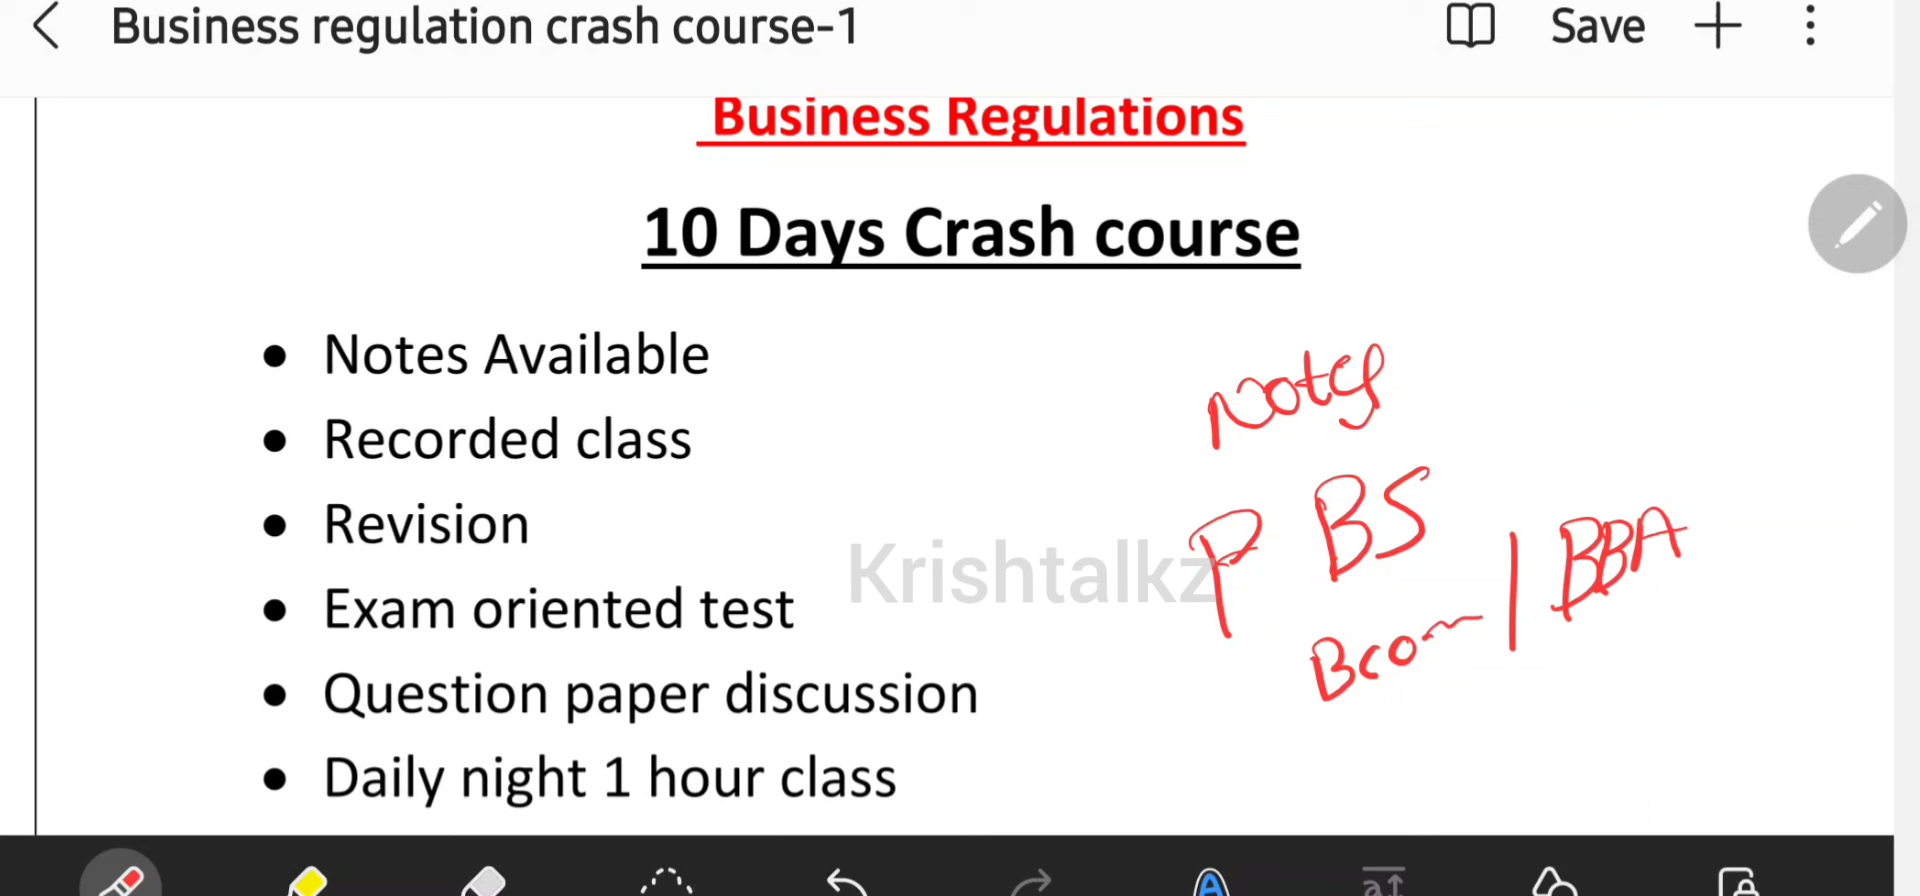 Business regulation crash course-1
Save
Business Regulations
10 Days Crash course
• Notes Available
• Recorded class
• Revision
• Exam oriented test
• Question paper discussion
• Daily night 1 hour class
Notes
P BS
Bcom | BBA
Krishtalkz
A
a